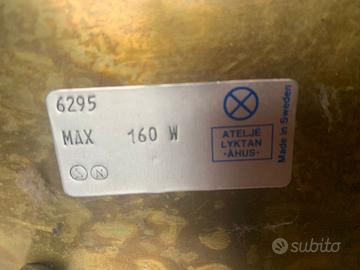 6295
MAX 160 W
S N
ATELJÉ
LYKTAN
-ÅHUS-
Made in Sweden
subito